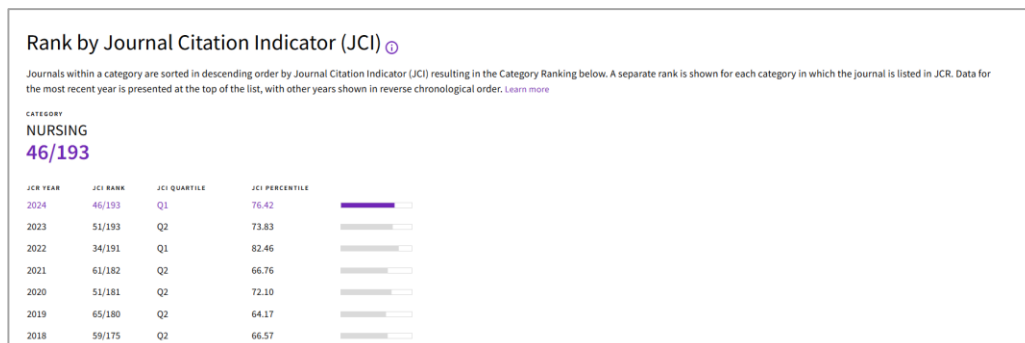 Rank by Journal Citation Indicator (JCI)
Journals within a category are sorted in descending order by Journal Citation Indicator (JCI) resulting in the Category Ranking below. A separate rank is shown for each category in which the journal is listed in JCR. Data for
the most recent year is presented at the top of the list, with other years shown in reverse chronological order. Learn more
CATEGORY
NURSING
46/193
JCR YEAR JCI RANK JCI QUARTILE JCI PERCENTILE
2024 46/193 Q1 76.42
2023 51/193 Q2 73.83
2022 34/191 Q1 82.46
2021 61/182 Q2 66.76
2020 51/181 Q2 72.10
2019 65/180 Q2 64.17
2018 59/175 Q2 66.57